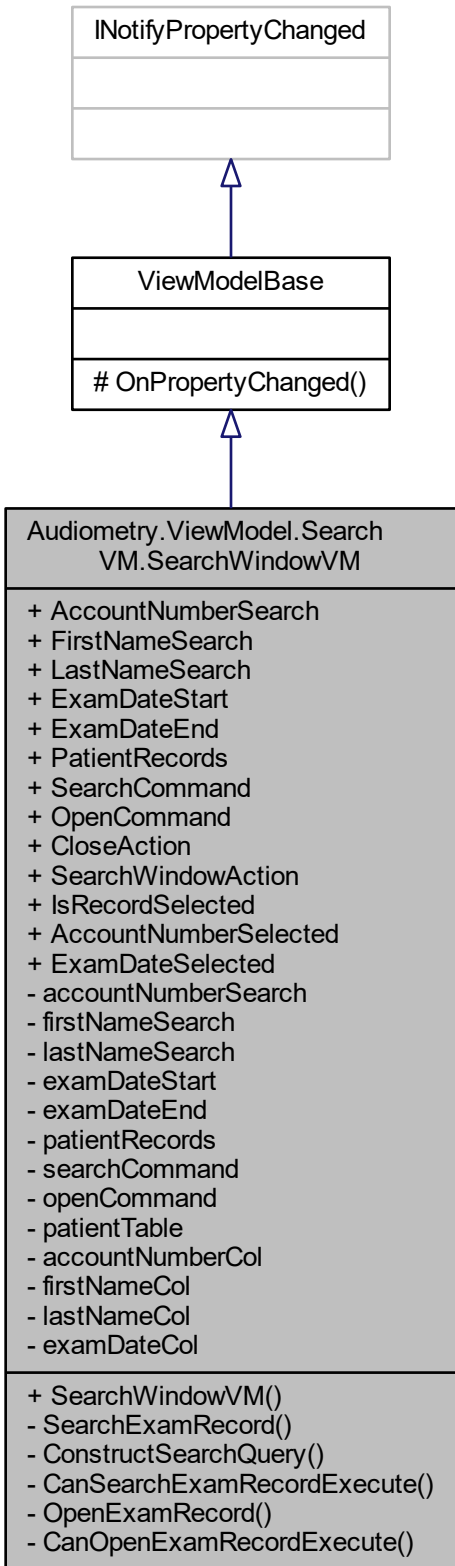 INotifyPropertyChanged
ViewModelBase
# OnPropertyChanged()
Audiometry.ViewModel.Search
VM.SearchWindowVM
+ AccountNumberSearch
+ FirstNameSearch
+ LastNameSearch
+ ExamDateStart
+ ExamDateEnd
+ PatientRecords
+ SearchCommand
+ OpenCommand
+ CloseAction
+ SearchWindowAction
+ IsRecordSelected
+ AccountNumberSelected
+ ExamDateSelected
- accountNumberSearch
- firstNameSearch
- lastNameSearch
- examDateStart
- examDateEnd
- patientRecords
- searchCommand
- openCommand
- patientTable
- accountNumberCol
- firstNameCol
- lastNameCol
- examDateCol
+ SearchWindowVM()
- SearchExamRecord()
- ConstructSearchQuery()
- CanSearchExamRecordExecute()
- OpenExamRecord()
- CanOpenExamRecordExecute()